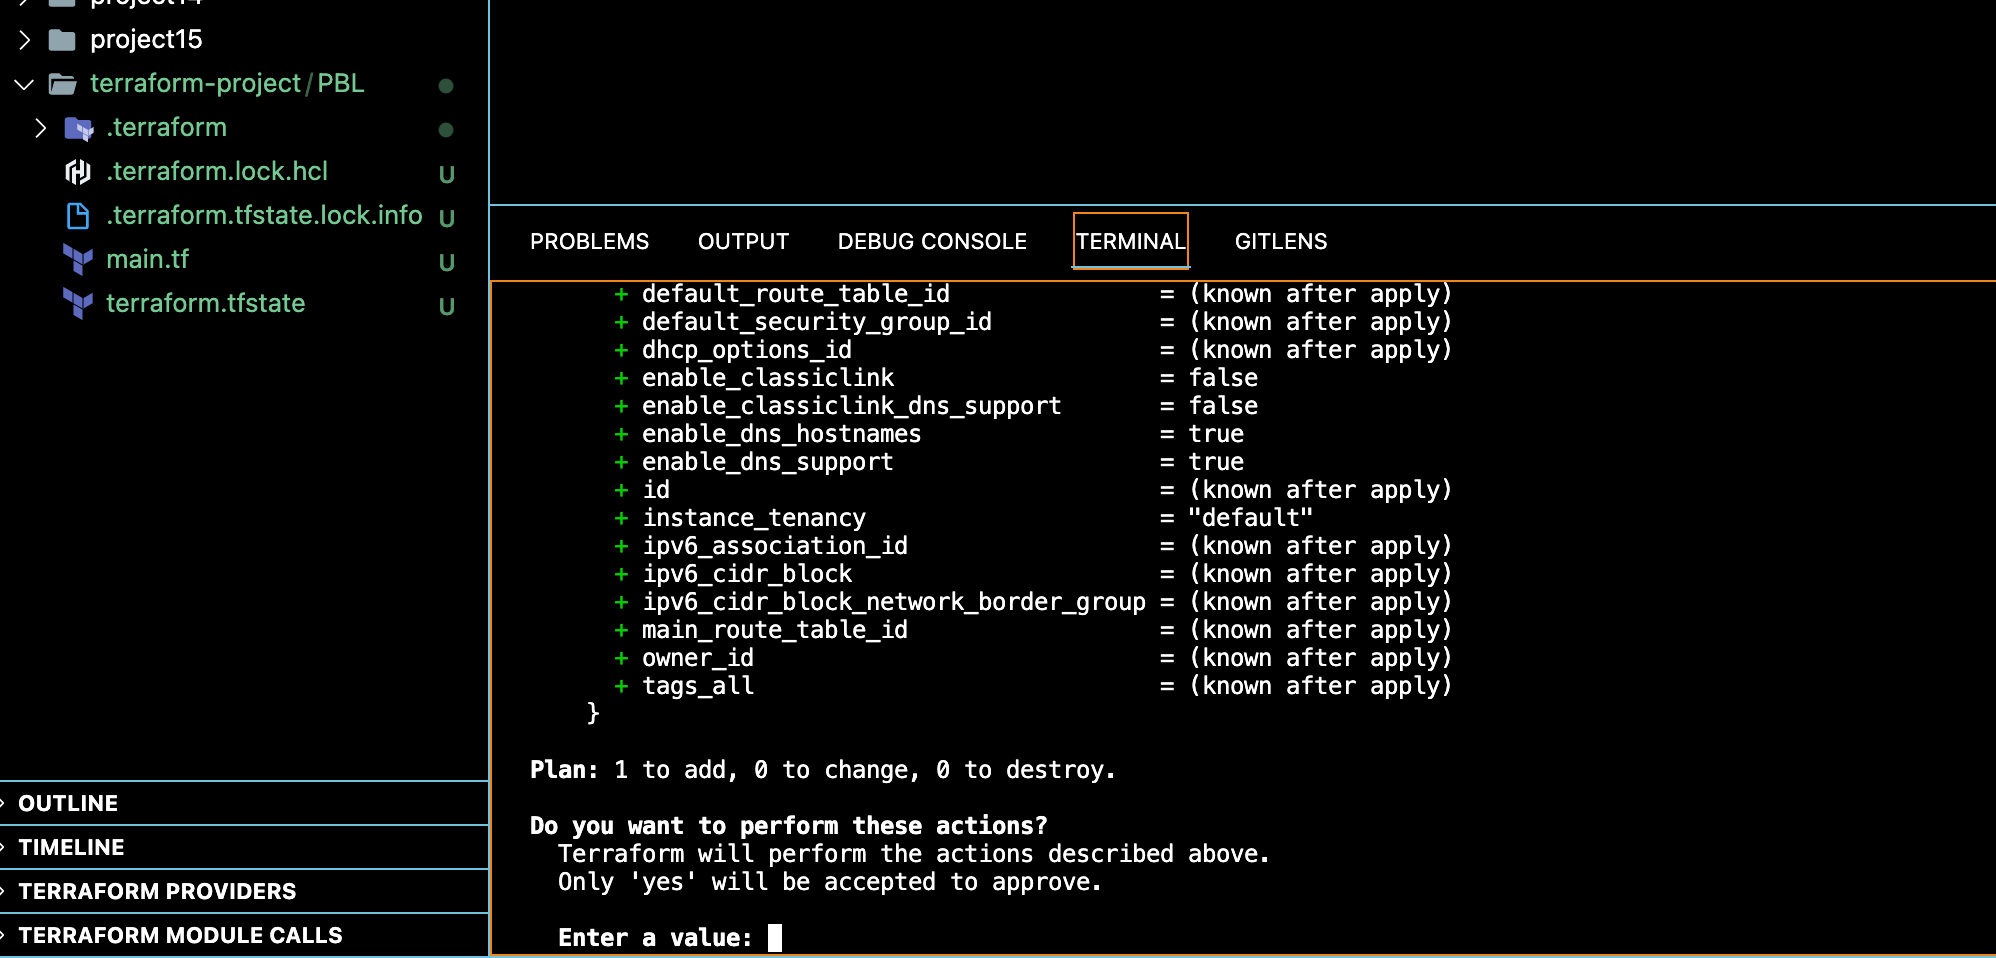 project14
project15
terraform-project/PBL
.terraform
.terraform.lock.hcl U
.terraform.tfstate.lock.info U
main.tf U
terraform.tfstate U
OUTLINE
TIMELINE
TERRAFORM PROVIDERS
TERRAFORM MODULE CALLS
PROBLEMS OUTPUT DEBUG CONSOLE TERMINAL GITLENS
+ default_route_table_id = (known after apply)
+ default_security_group_id = (known after apply)
+ dhcp_options_id = (known after apply)
+ enable_classiclink = false
+ enable_classiclink_dns_support = false
+ enable_dns_hostnames = true
+ enable_dns_support = true
+ id = (known after apply)
+ instance_tenancy = "default"
+ ipv6_association_id = (known after apply)
+ ipv6_cidr_block = (known after apply)
+ ipv6_cidr_block_network_border_group = (known after apply)
+ main_route_table_id = (known after apply)
+ owner_id = (known after apply)
+ tags_all = (known after apply)
}
Plan: 1 to add, 0 to change, 0 to destroy.
Do you want to perform these actions?
Terraform will perform the actions described above.
Only 'yes' will be accepted to approve.
Enter a value: